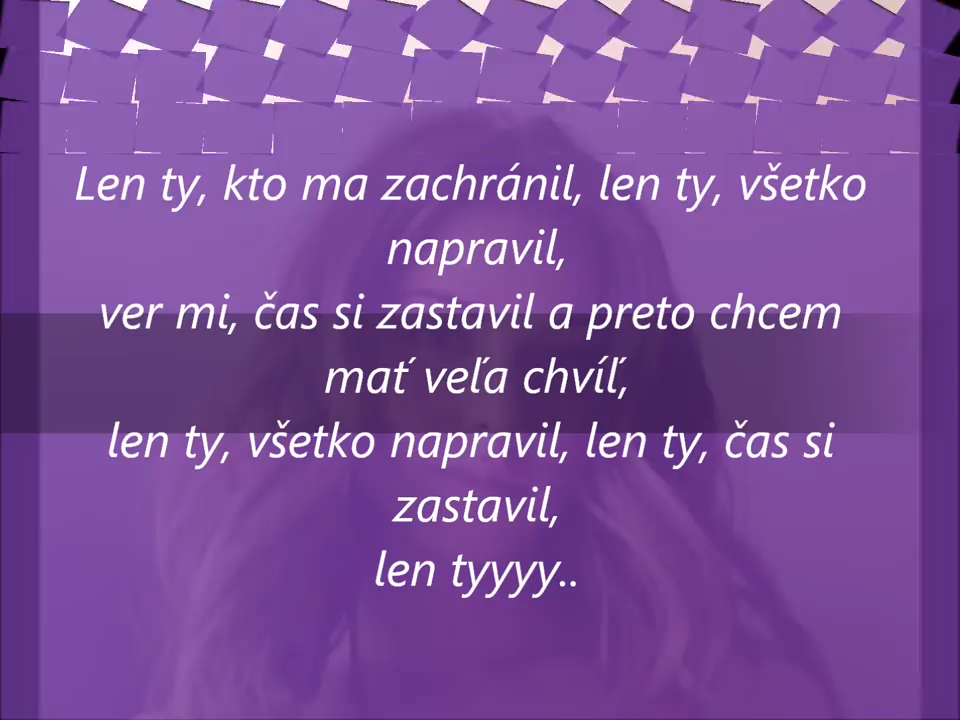 Len ty, kto ma zachránil, len ty, všetko
napravil,
ver mi, čas si zastavil a preto chcem
mať veľa chvíľ,
len ty, všetko napravil, len ty, čas si
zastavil,
len tyyyy..